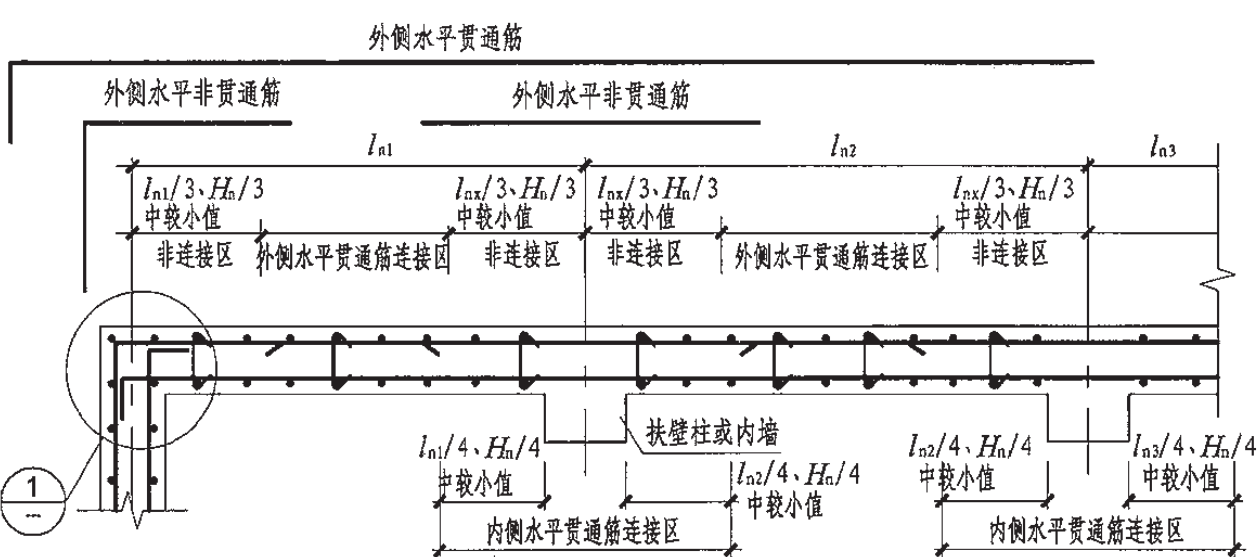 外侧水平贯通筋
外侧水平非贯通筋
外侧水平非贯通筋
ln1
ln2
ln3
ln1/3、Hn/3
中较小值
lnx/3、Hn/3
中较小值
lnx/3、Hn/3
中较小值
lnx/3、Hn/3
中较小值
非连接区
外侧水平贯通筋连接区
非连接区
非连接区
外侧水平贯通筋连接区
非连接区
扶壁柱或内墙
ln1/4、Hn/4
中较小值
ln2/4、Hn/4
中较小值
ln2/4、Hn/4
中较小值
ln3/4、Hn/4
中较小值
1
---
内侧水平贯通筋连接区
内侧水平贯通筋连接区